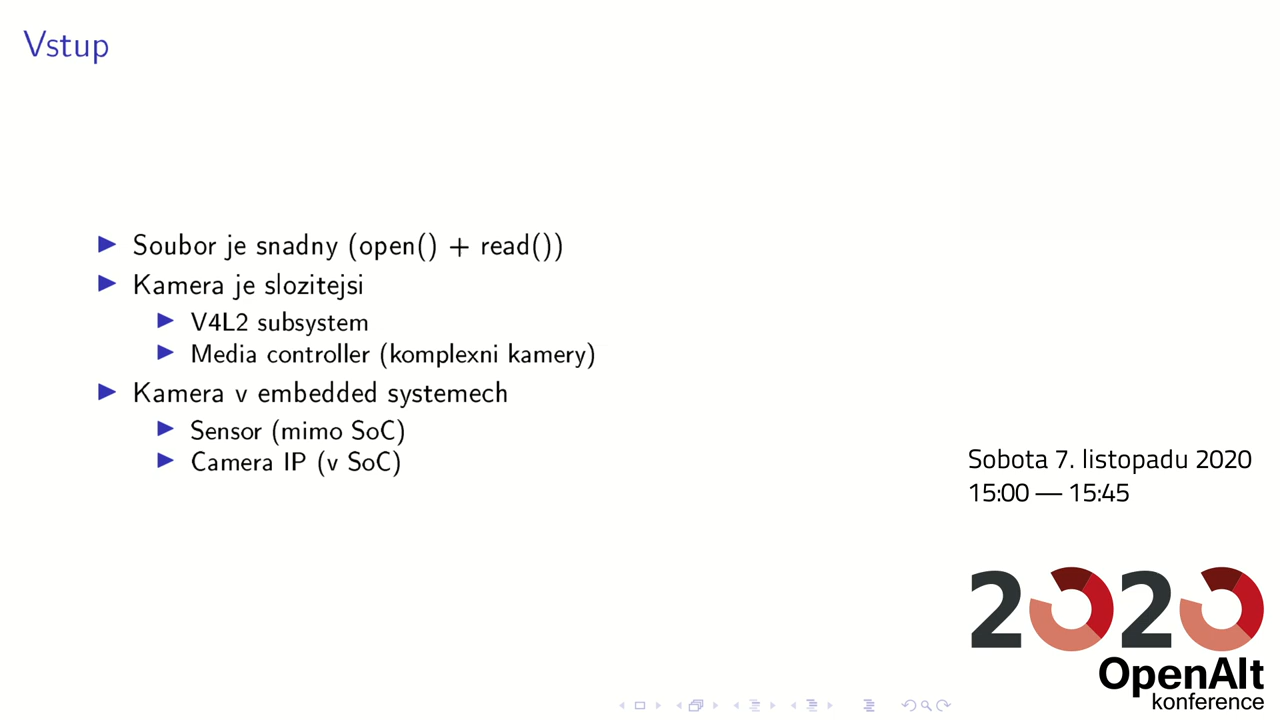 Vstup
Soubor je snadny (open() + read())
Kamera je slozitejsi
V4L2 subsystem
Media controller (komplexni kamery)
Kamera v embedded systemech
Sensor (mimo SoC)
Camera IP (v SoC)
Sobota 7. listopadu 2020
15:00 — 15:45
2020
OpenAlt
konference